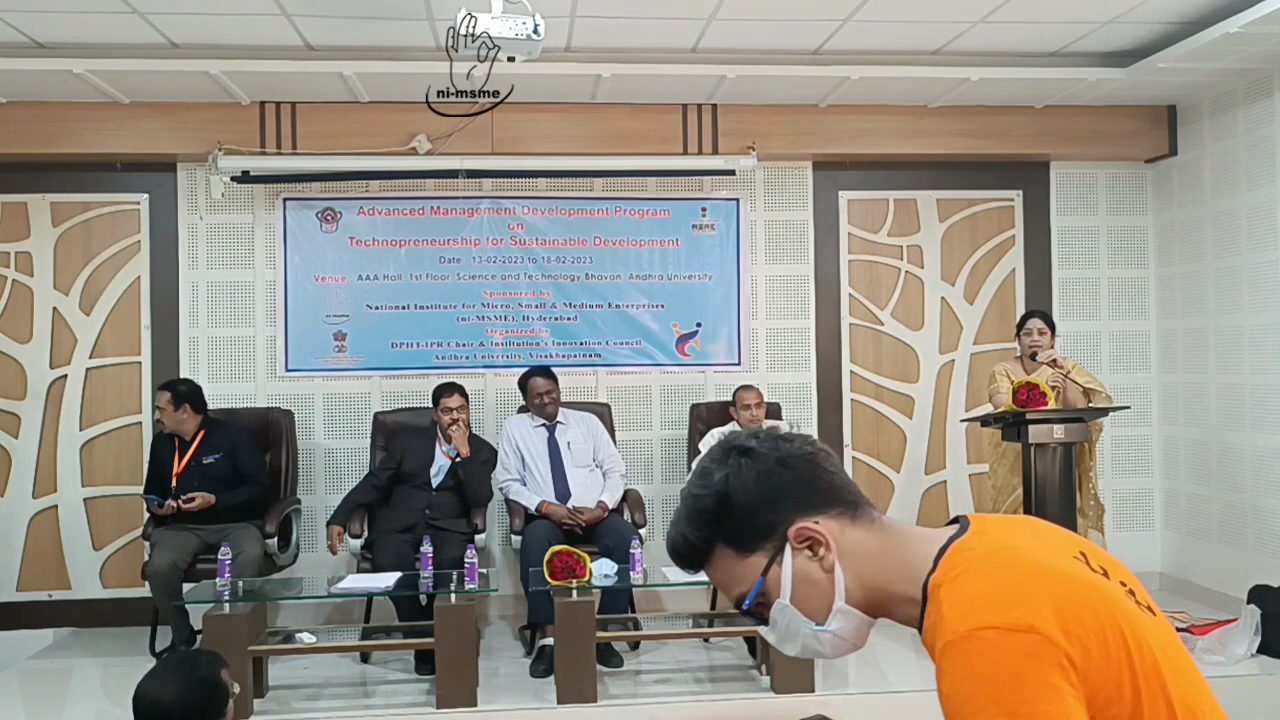 ni-msme
Advanced Management Development Program
on
Technopreneurship for Sustainable Development
Date 13-02-2023 to 18-02-2023
Venue AAA Hall, 1st Floor, Science and Technology Bhavan, Andhra University
Sponsored by
National Institute for Micro, Small & Medium Enterprises
(ni-MSME), Hyderabad
Organized by
DPIIT-IPR Chair & Institution's Innovation Council
Andhra University, Visakhapatnam